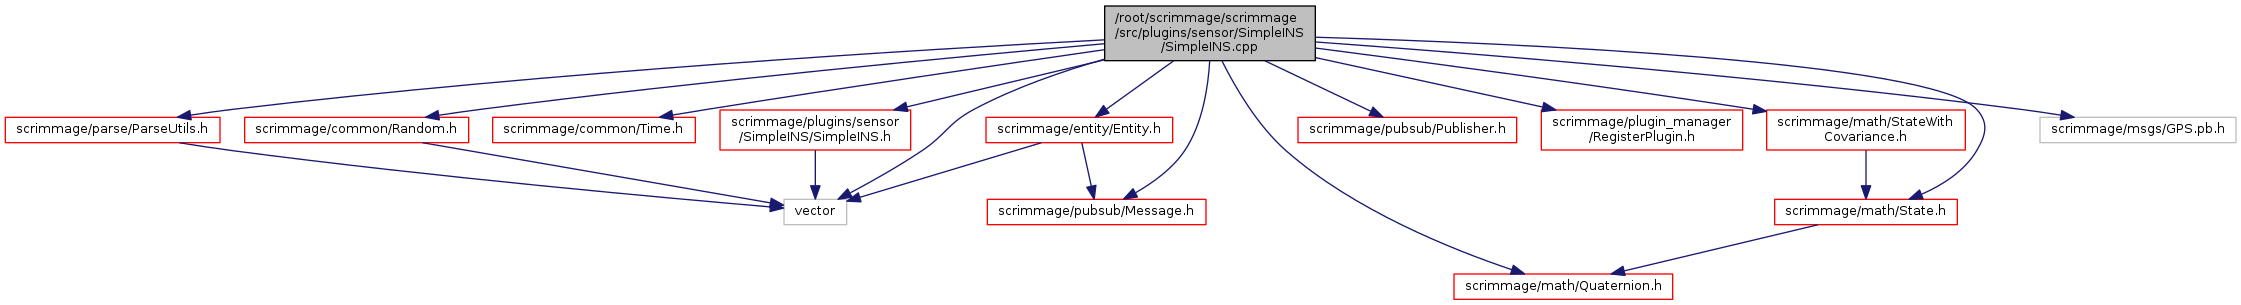 /root/scrimmage/scrimmage
/src/plugins/sensor/SimpleINS
/SimpleINS.cpp
scrimmage/parse/ParseUtils.h
scrimmage/common/Random.h
scrimmage/common/Time.h
scrimmage/plugins/sensor
/SimpleINS/SimpleINS.h
scrimmage/entity/Entity.h
scrimmage/pubsub/Publisher.h
scrimmage/plugin_manager
/RegisterPlugin.h
scrimmage/math/StateWith
Covariance.h
scrimmage/msgs/GPS.pb.h
vector
scrimmage/pubsub/Message.h
scrimmage/math/State.h
scrimmage/math/Quaternion.h